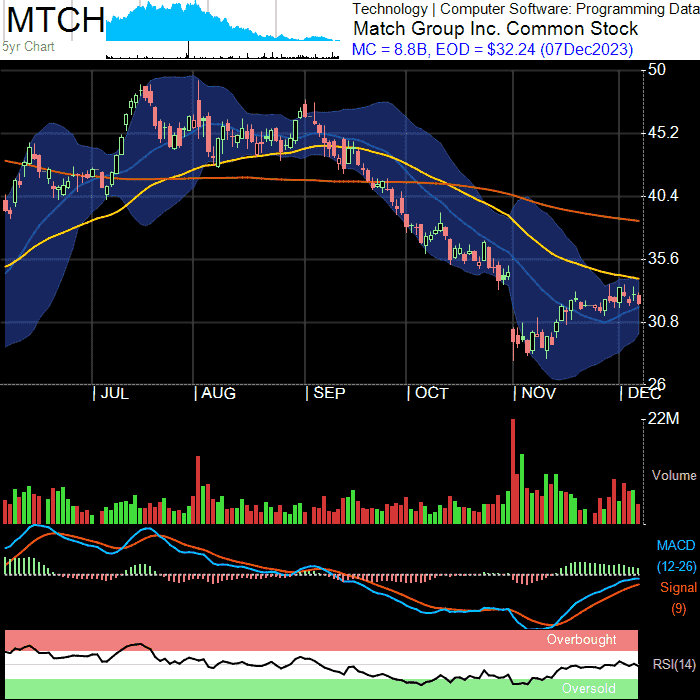 MTCH
5yr Chart
Technology | Computer Software: Programming Data
Match Group Inc. Common Stock
MC = 8.8B, EOD = $32.24 (07Dec2023)
50
45.2
40.4
35.6
30.8
26
JUL
AUG
SEP
OCT
NOV
DEC
22M
Volume
MACD
(12-26)
Signal
(9)
Overbought
RSI(14)
Oversold